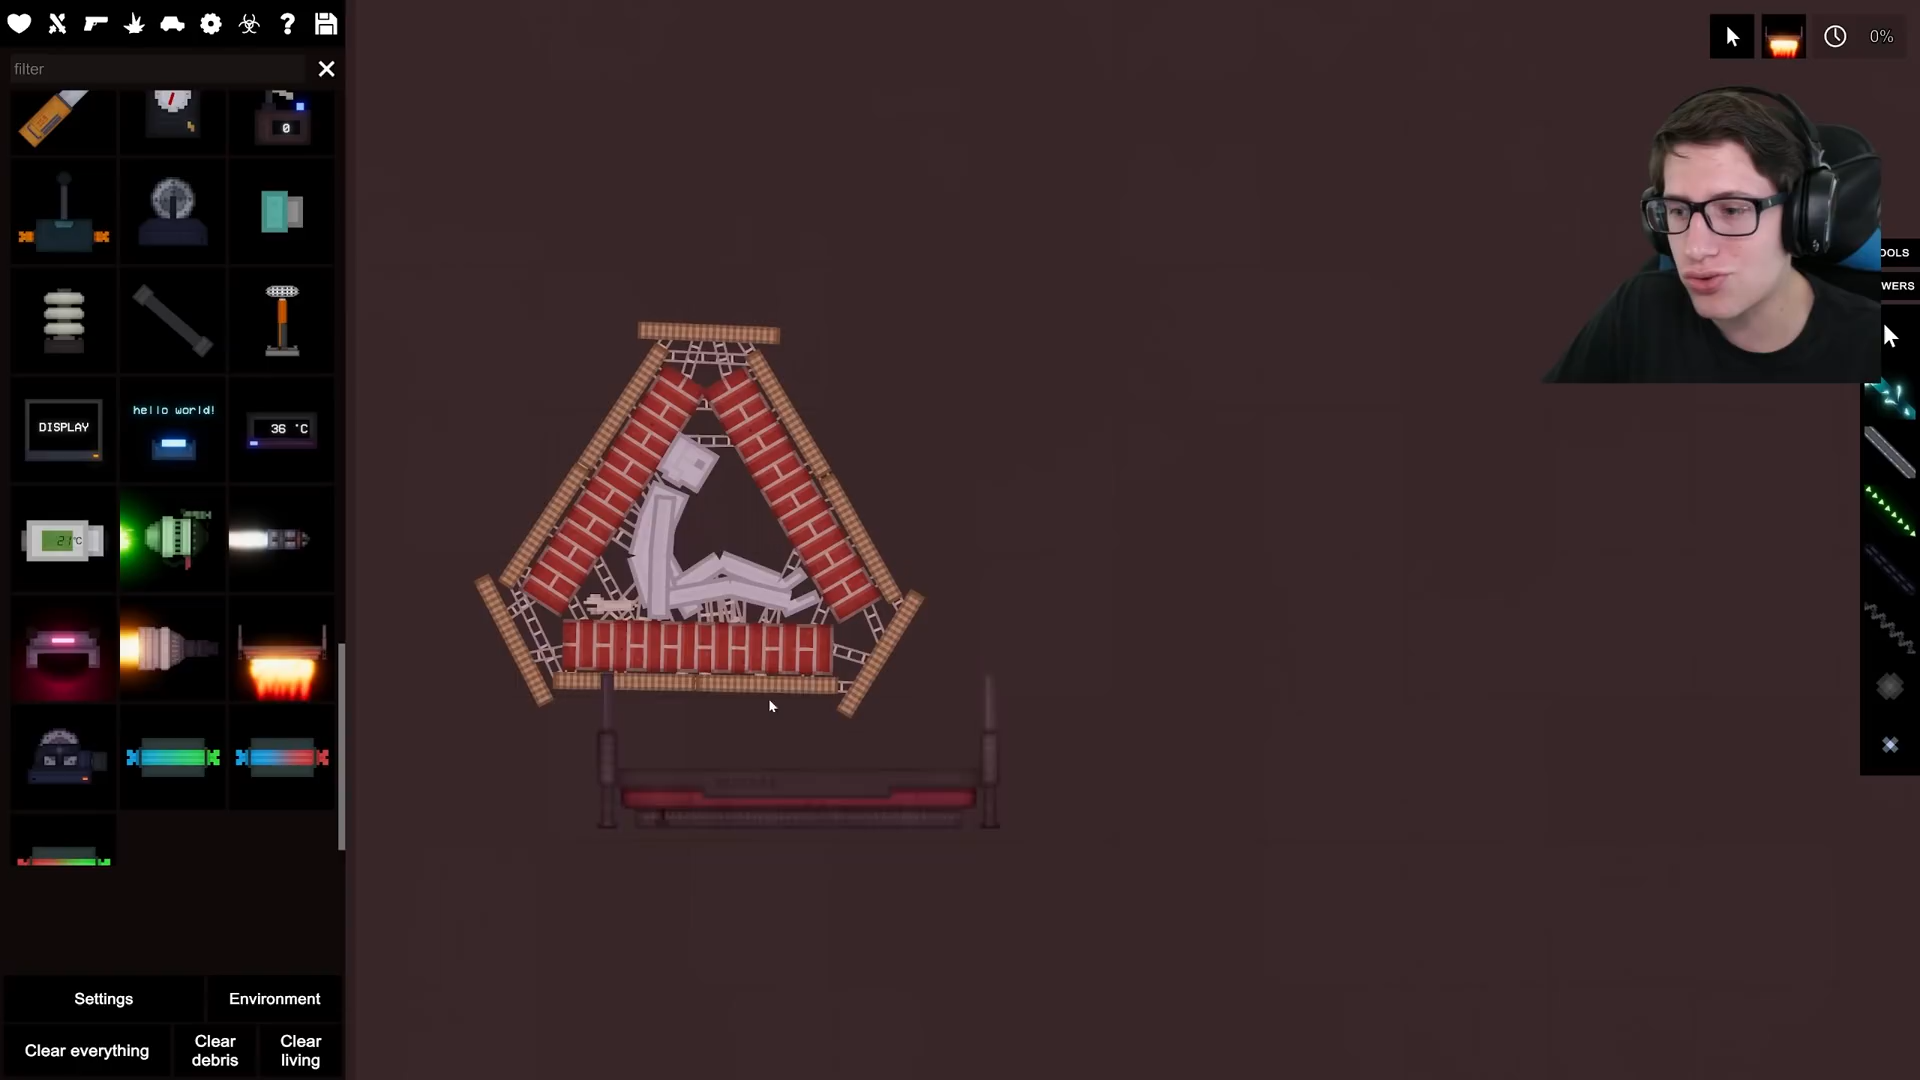 0%
filter
0
DISPLAY
hello world!
36 °C
21°C
OOLS
WERS
Settings
Environment
Clear everything
Clear debris
Clear living